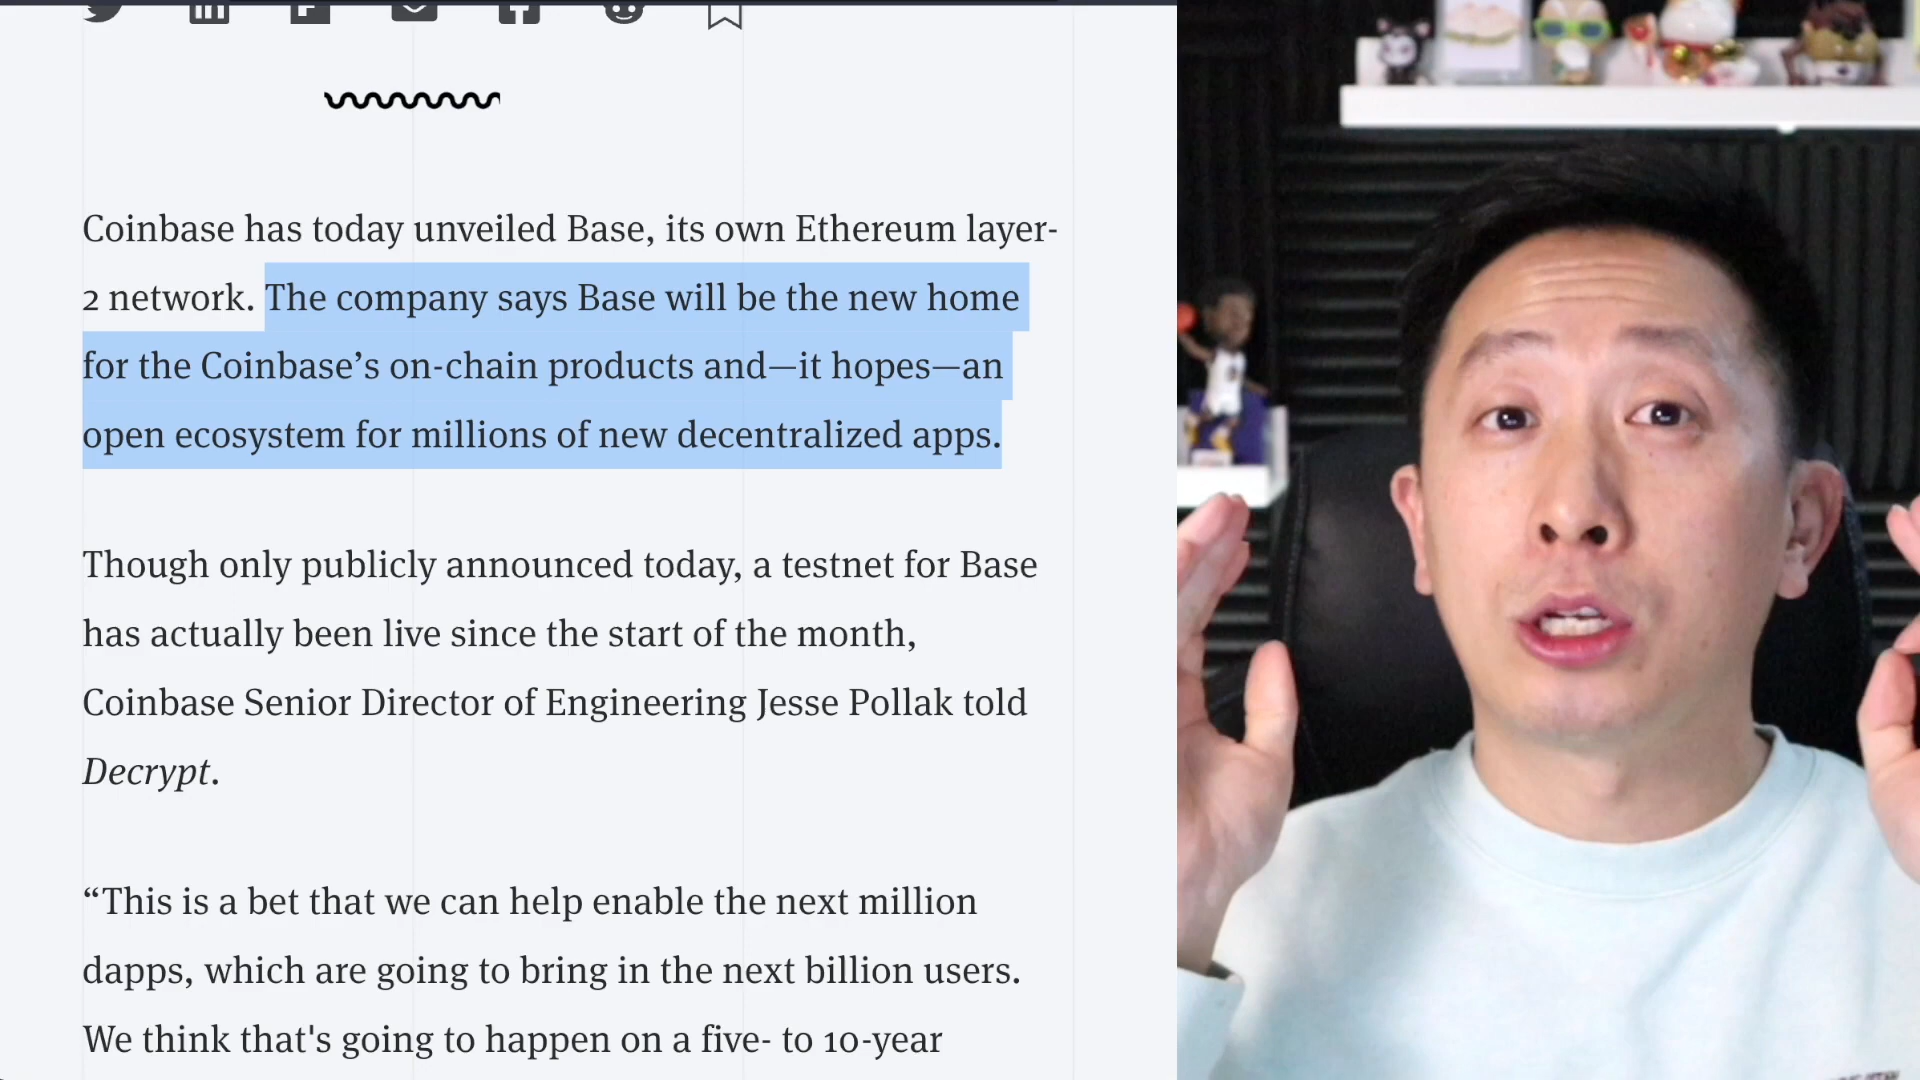 Coinbase has today unveiled Base, its own Ethereum layer-
2 network. The company says Base will be the new home
for the Coinbase’s on-chain products and—it hopes—an
open ecosystem for millions of new decentralized apps.
Though only publicly announced today, a testnet for Base
has actually been live since the start of the month,
Coinbase Senior Director of Engineering Jesse Pollak told
Decrypt.
“This is a bet that we can help enable the next million
dapps, which are going to bring in the next billion users.
We think that's going to happen on a five- to 10-year